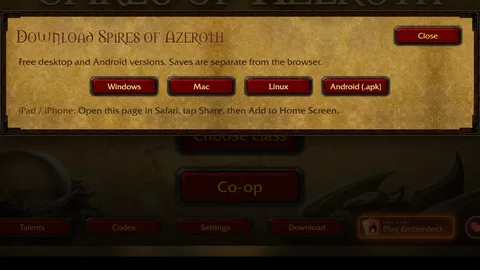 Download Spires of Azeroth
Close
Free desktop and Android versions. Saves are separate from the browser.
Windows
Mac
Linux
Android (.apk)
iPad / iPhone: Open this page in Safari, tap Share, then Add to Home Screen.
Choose Class
Co-op
Talents
Codex
Settings
Download
Play Emberdeck